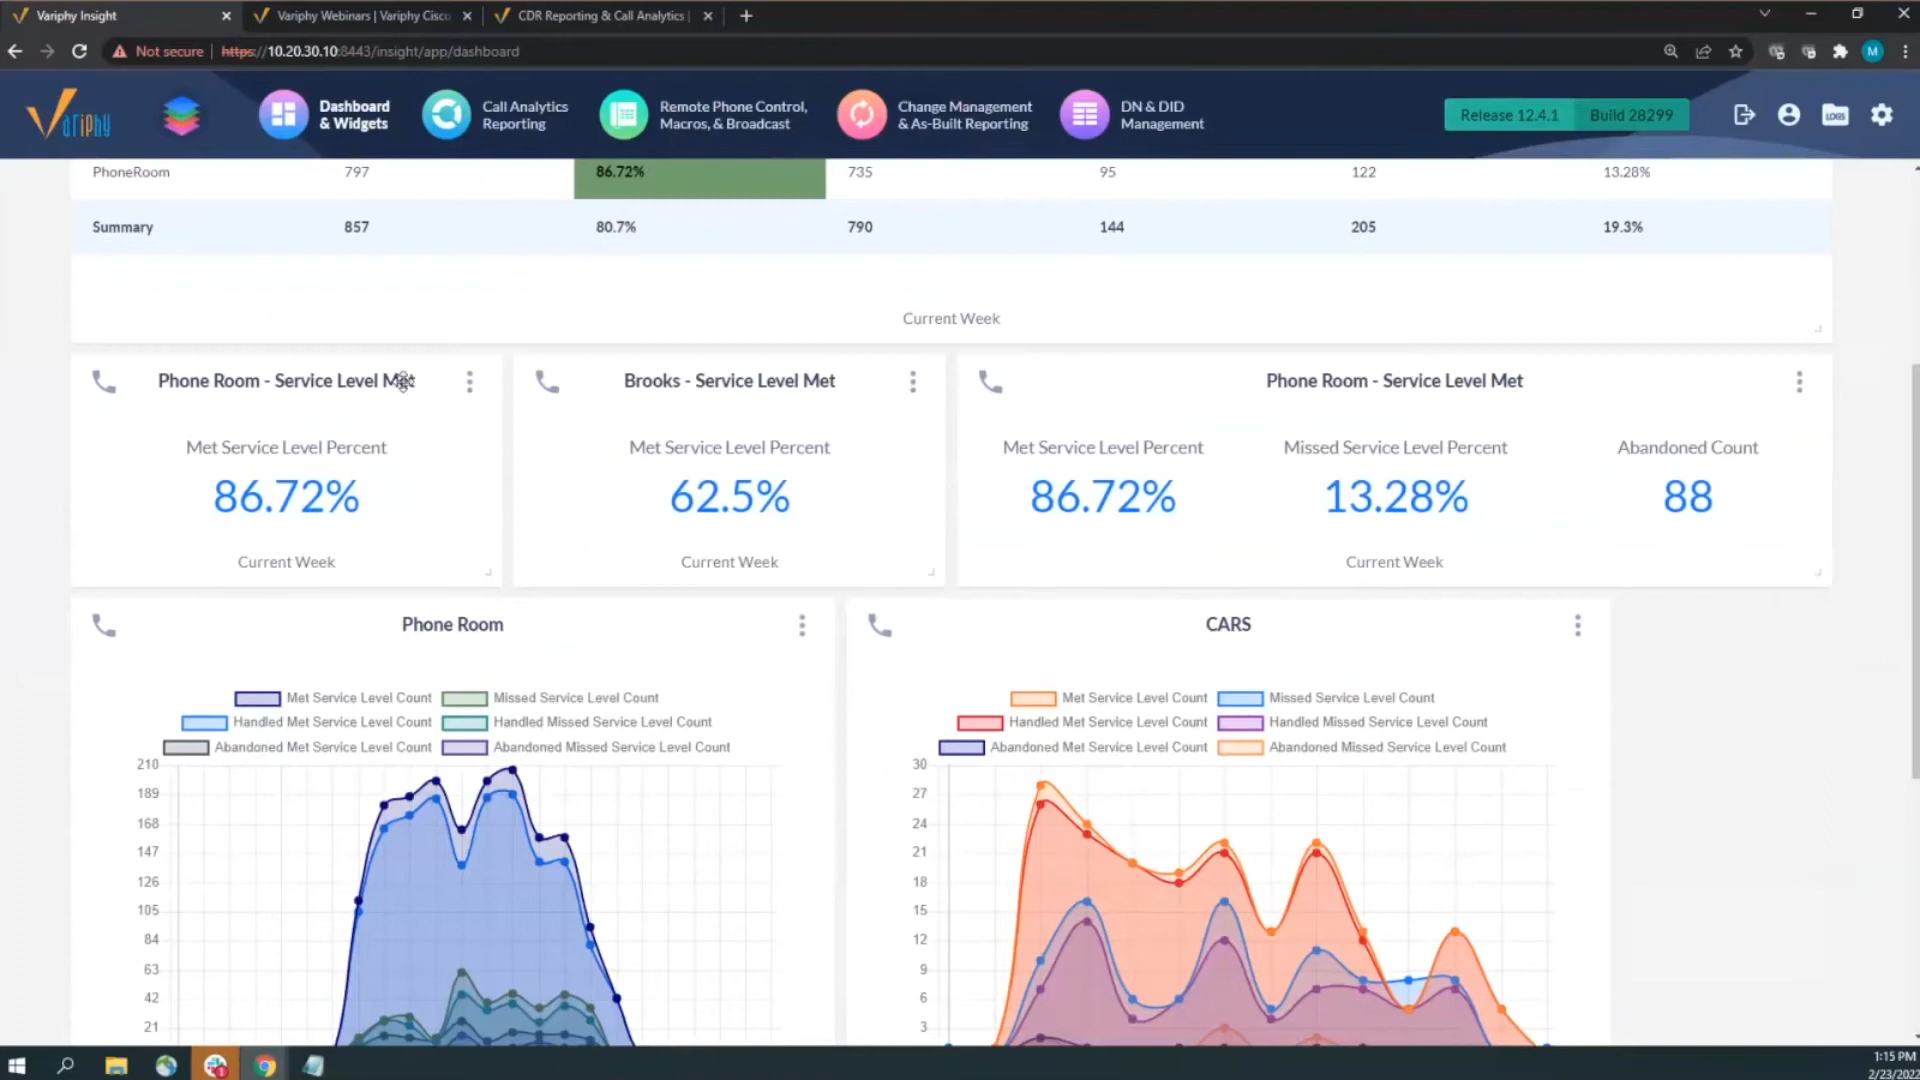 Variphy Insight
Variphy Webinars | Variphy Cisco
CDR Reporting & Call Analytics |
Not secure | https://10.20.30.10:8443/insight/app/dashboard
M
Variphy
Dashboard
& Widgets
Call Analytics
Reporting
Remote Phone Control,
Macros, & Broadcast
Change Management
& As-Built Reporting
DN & DID
Management
Release 12.4.1 Build 28299
LOGS
PhoneRoom 797 86.72% 735 95 122 13.28%
Summary 857 80.7% 790 144 205 19.3%
Current Week
Phone Room - Service Level Met
Met Service Level Percent
86.72%
Current Week
Brooks - Service Level Met
Met Service Level Percent
62.5%
Current Week
Phone Room - Service Level Met
Met Service Level Percent Missed Service Level Percent Abandoned Count
86.72% 13.28% 88
Current Week
Phone Room
Met Service Level Count Missed Service Level Count
Handled Met Service Level Count Handled Missed Service Level Count
Abandoned Met Service Level Count Abandoned Missed Service Level Count
210
189
168
147
126
105
84
63
42
21
CARS
Met Service Level Count Missed Service Level Count
Handled Met Service Level Count Handled Missed Service Level Count
Abandoned Met Service Level Count Abandoned Missed Service Level Count
30
27
24
21
18
15
12
9
6
3
1
1:15 PM
2/23/2022